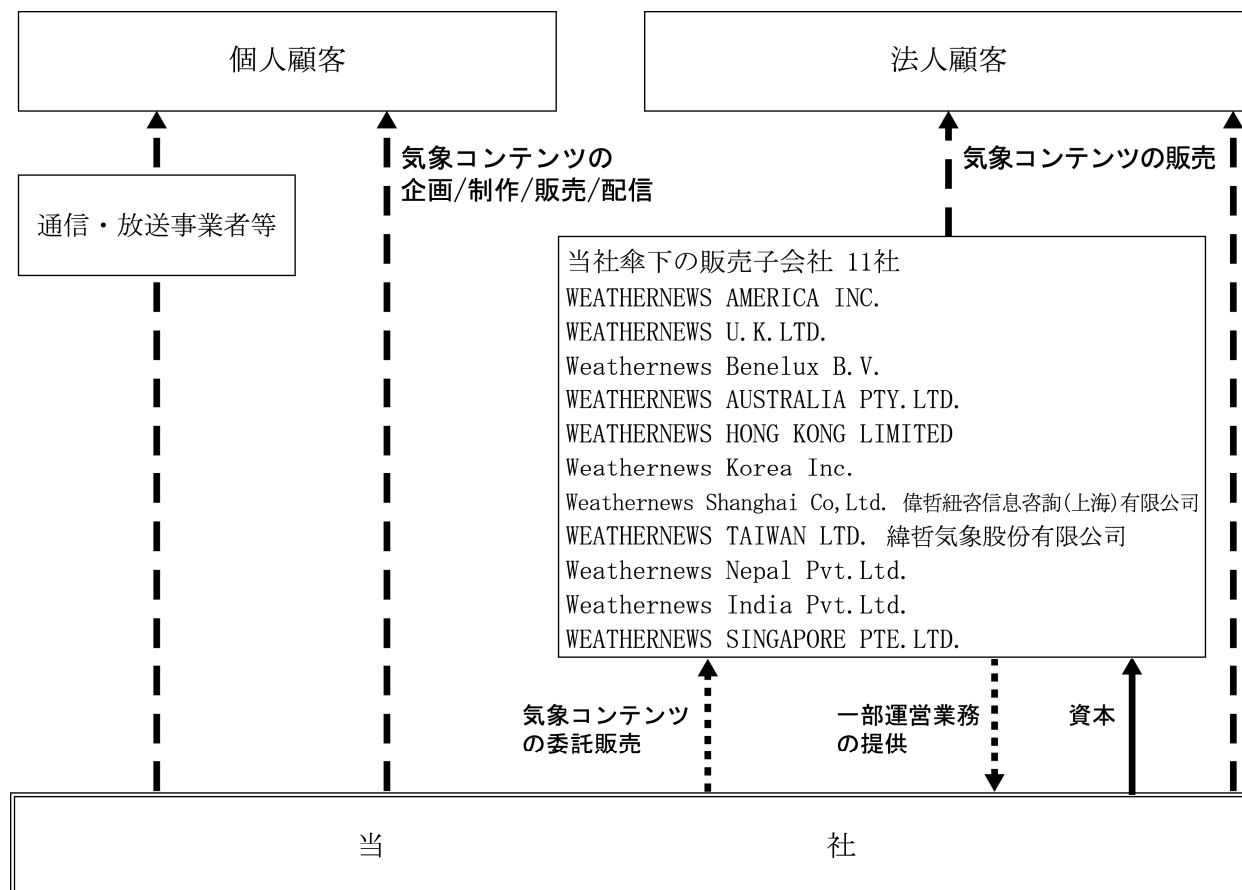 個人顧客
法人顧客
気象コンテンツの
企画/制作/販売/配信
気象コンテンツの販売
通信・放送事業者等
当社傘下の販売子会社 11社
WEATHERNEWS AMERICA INC.
WEATHERNEWS U.K.LTD.
Weathernews Benelux B.V.
WEATHERNEWS AUSTRALIA PTY.LTD.
WEATHERNEWS HONG KONG LIMITED
Weathernews Korea Inc.
Weathernews Shanghai Co,Ltd. 偉哲紐咨信息咨詢(上海)有限公司
WEATHERNEWS TAIWAN LTD. 緯哲気象股份有限公司
Weathernews Nepal Pvt.Ltd.
Weathernews India Pvt.Ltd.
WEATHERNEWS SINGAPORE PTE.LTD.
気象コンテンツ
の委託販売
一部運営業務
の提供
資本
当 社